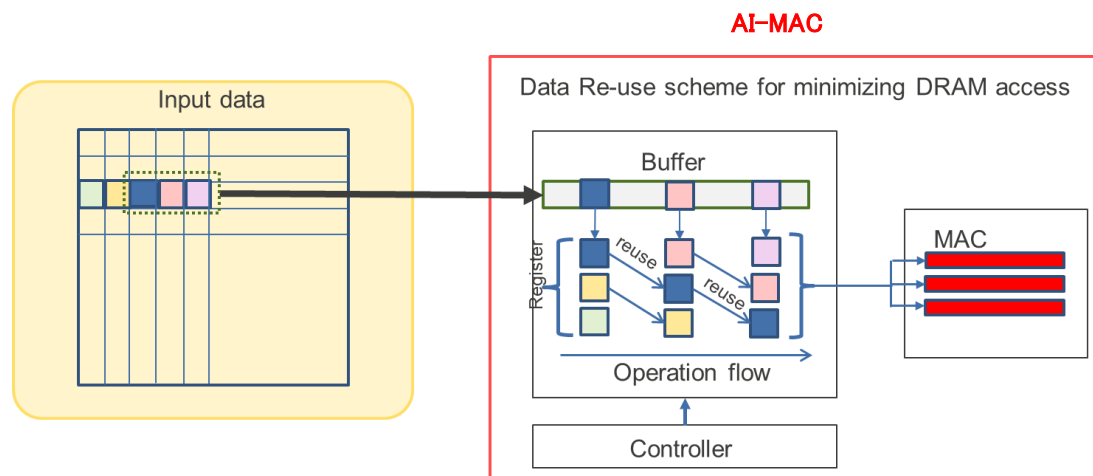 AI-MAC
Input data
Data Re-use scheme for minimizing DRAM access
Buffer
Register
reuse
reuse
MAC
Operation flow
Controller